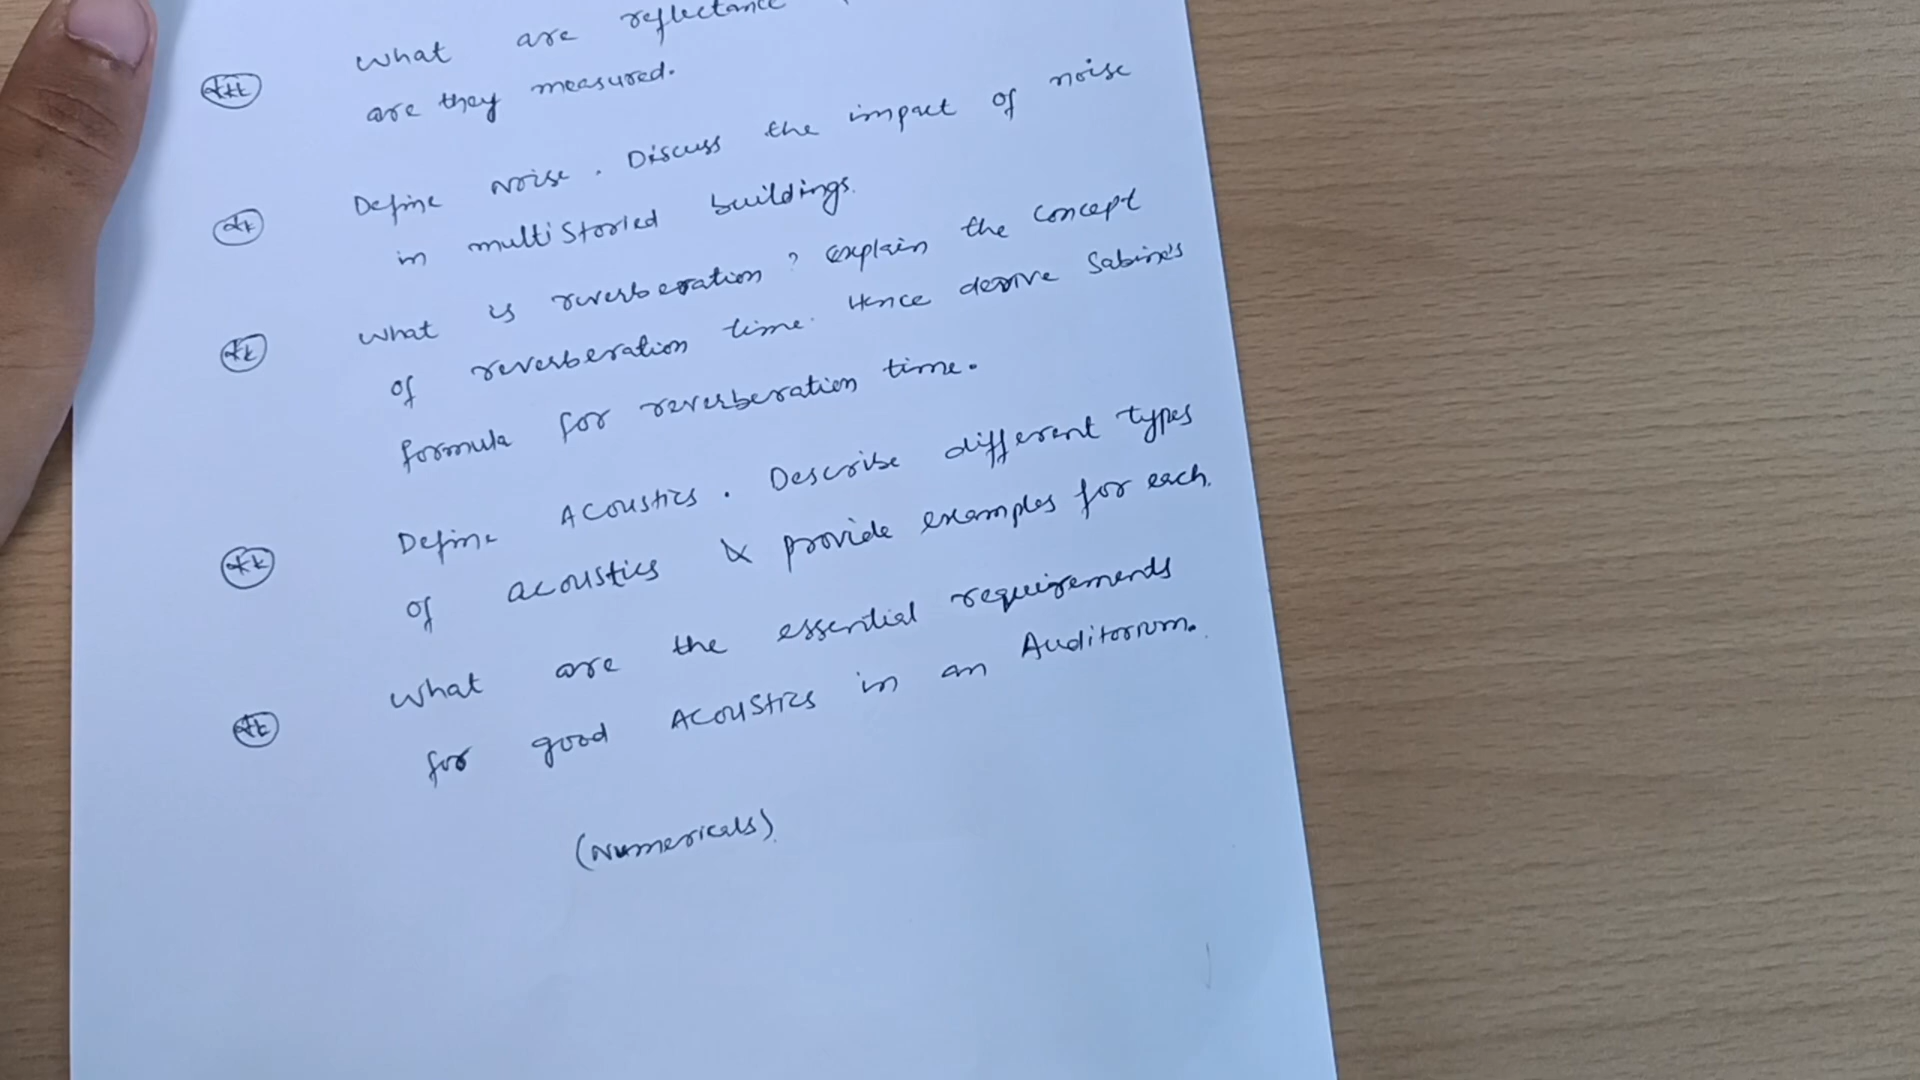 What are reflectance
are they measured.
Define Noise. Discuss the impact of noise
in multi Storied buildings.
What is reverberation? explain the concept
of reverberation time. Hence derive Sabine's
formula for reverberation time.
Define Acoustics. Describe different types
of acoustics & provide examples for each.
What are the essential requirements
for good Acoustics in an Auditorium.
(Numericals)